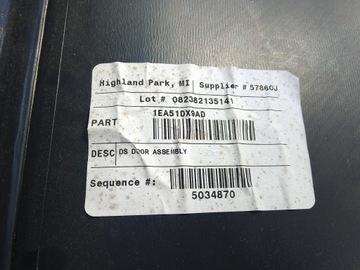 Highland Park, MI Supplier # 57860J
Lot # 082382135141
PART 1EA51DX9AD
DESC DS DOOR ASSEMBLY
Sequence #: 5034870